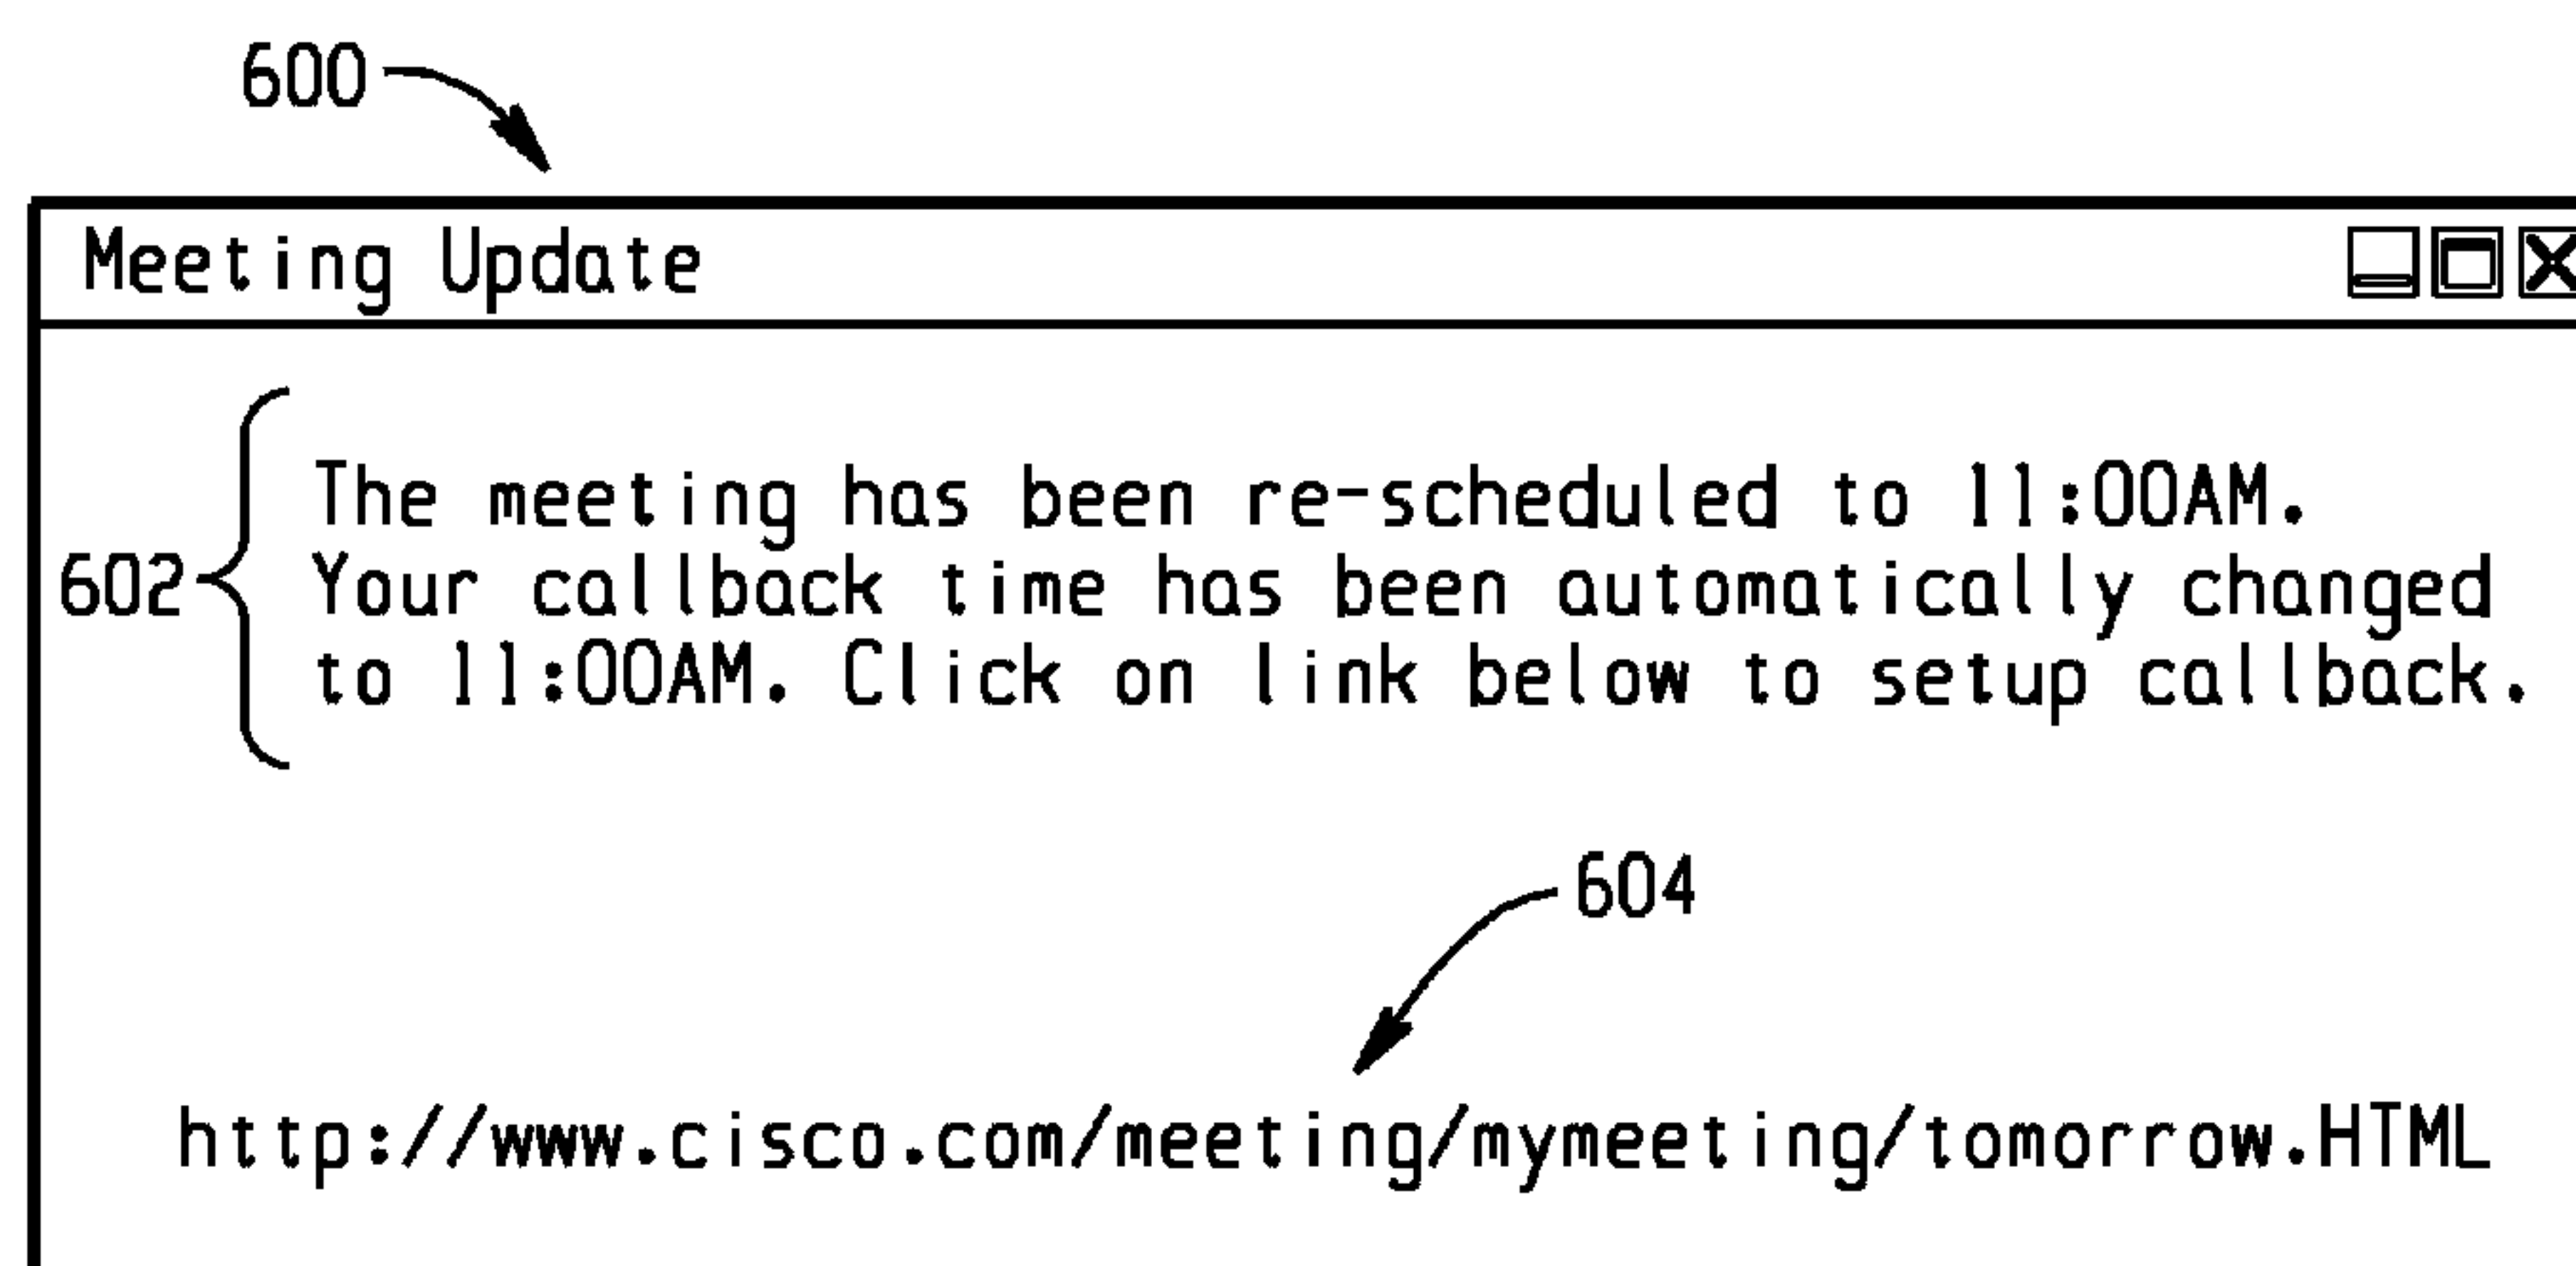 600
Meeting Update
The meeting has been re-scheduled to 11:00AM.
602 Your callback time has been automatically changed
to 11:00AM. Click on link below to setup callback.
604
http://www.cisco.com/meeting/mymeeting/tomorrow.HTML